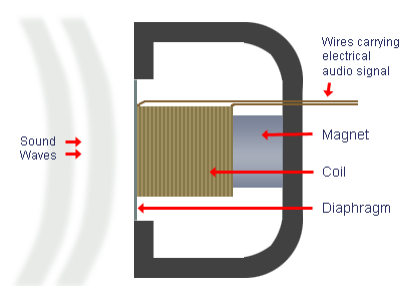 Wires carrying
electrical
audio signal
Sound
Waves
Magnet
Coil
Diaphragm